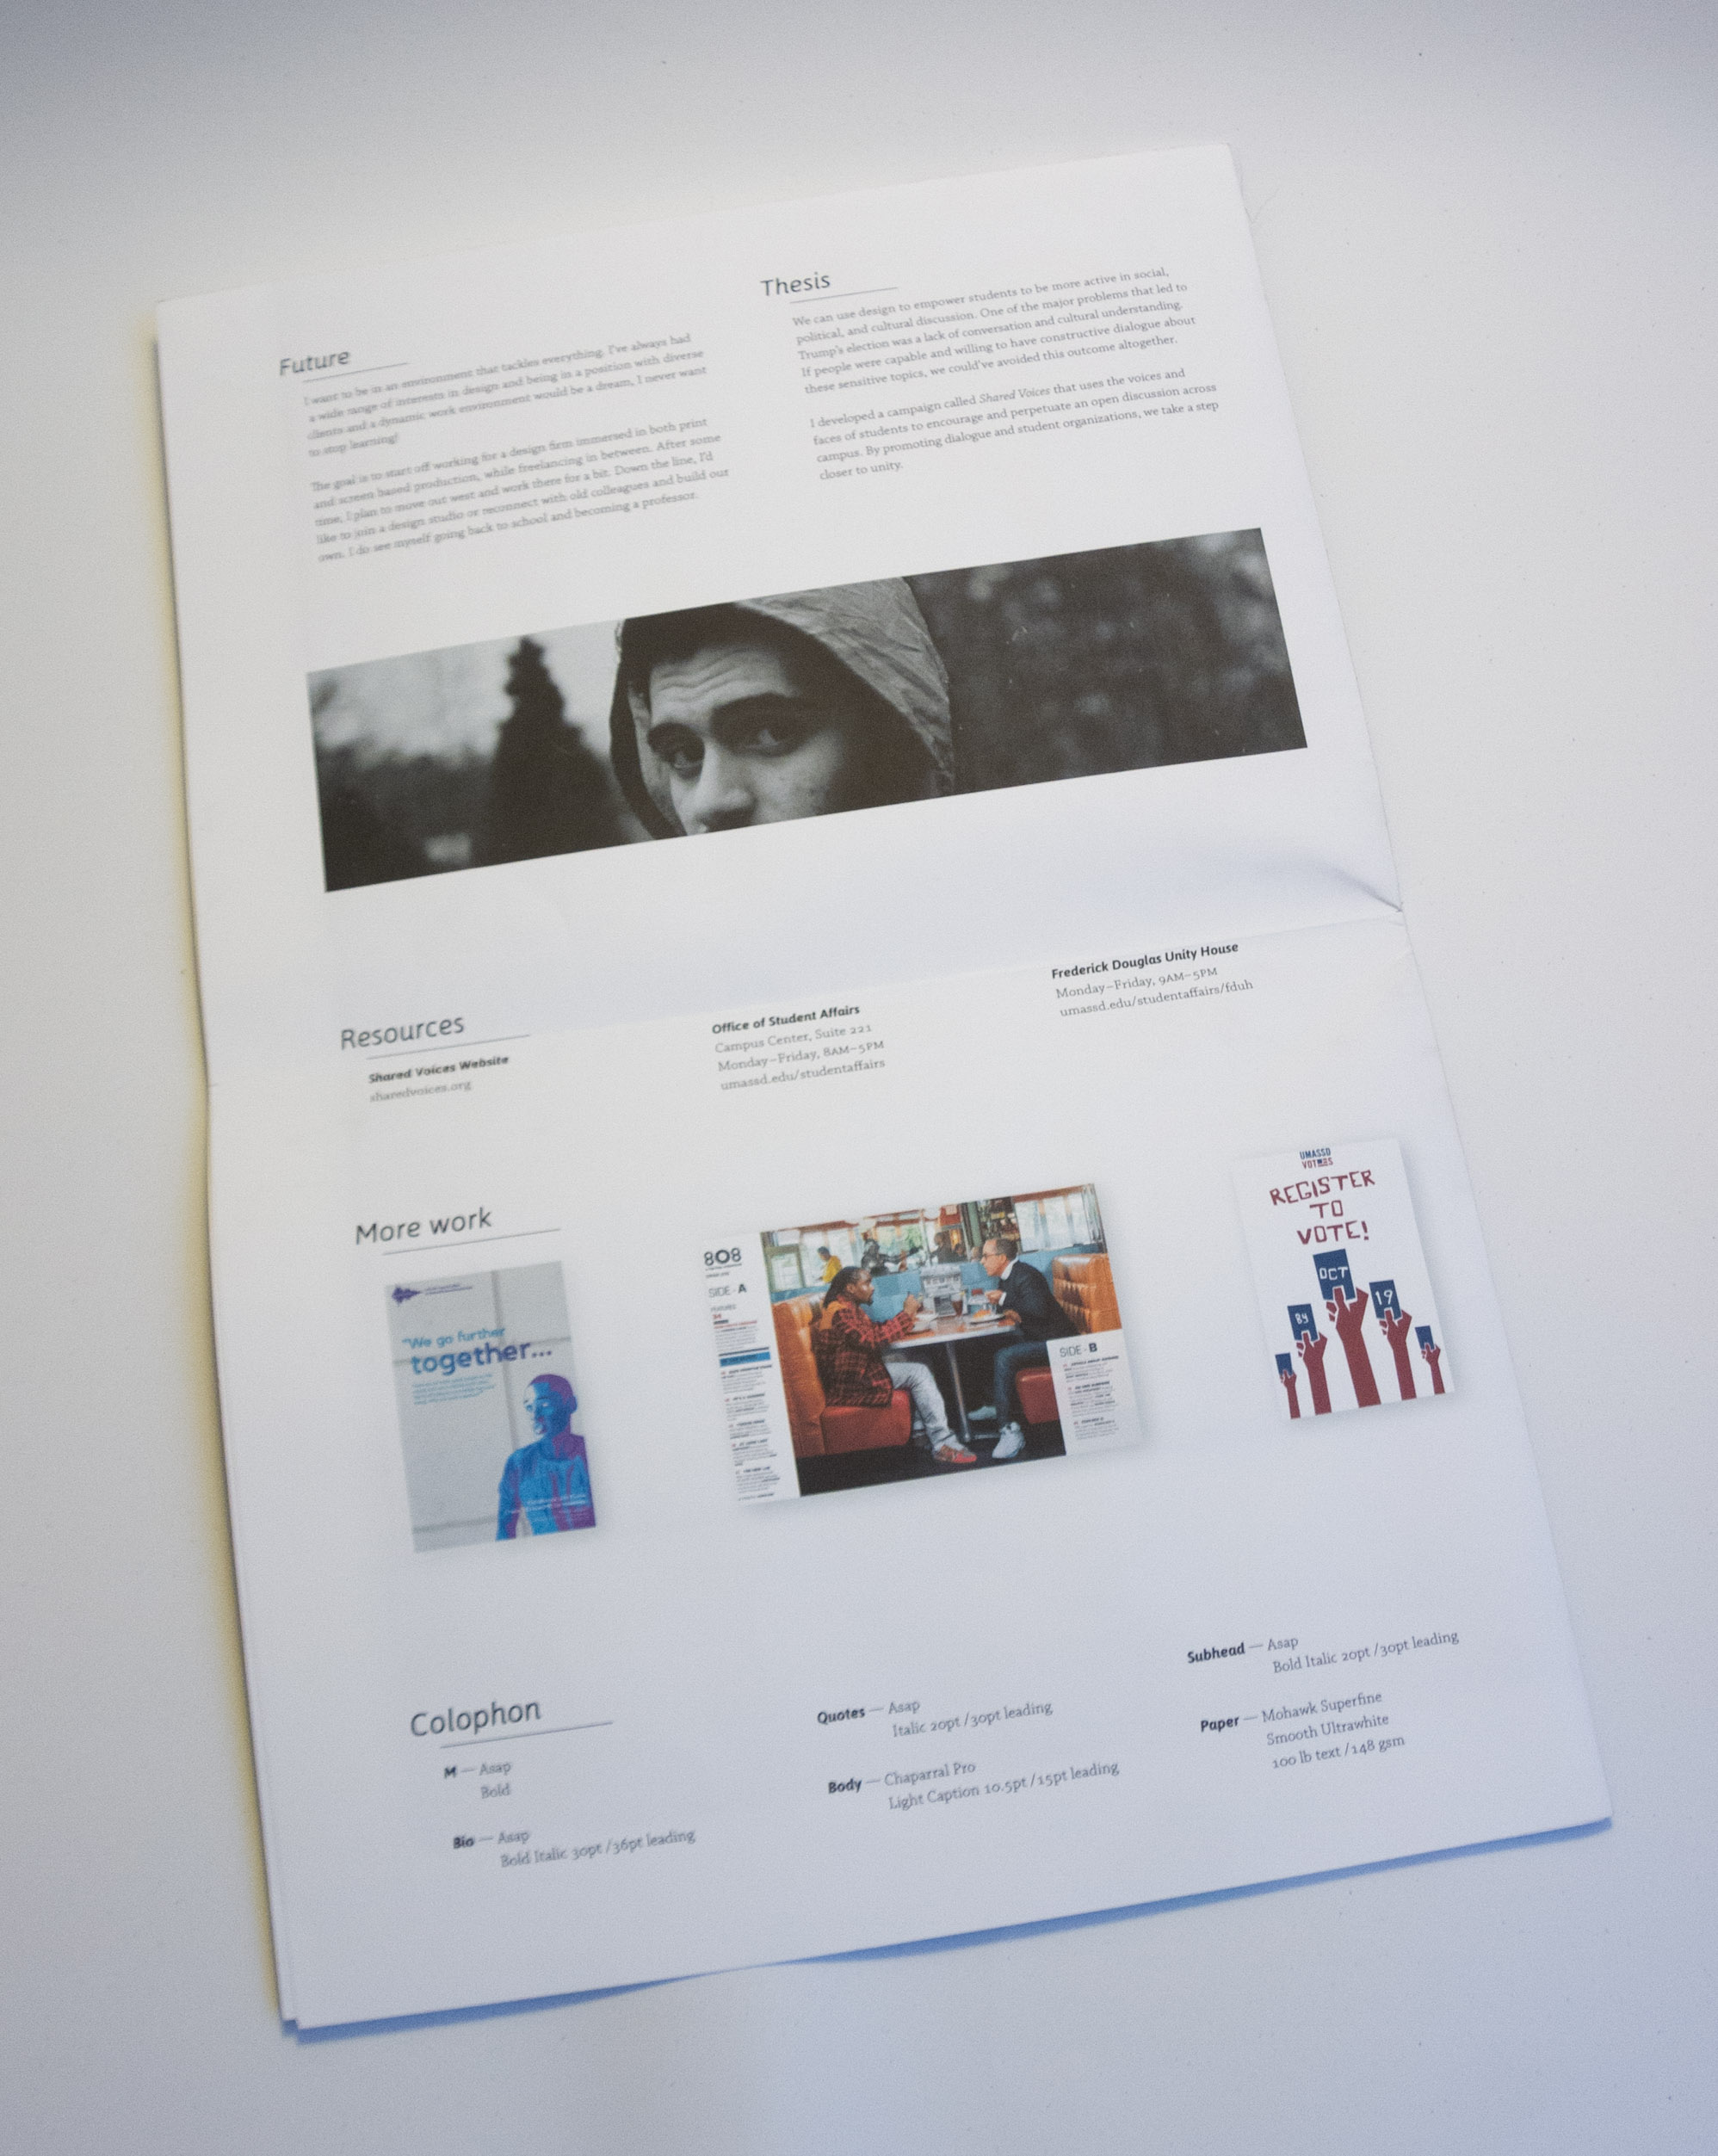 Future
I want to be in an environment that tackles everything. I've always had
a wide range of interests in design and being in a position with diverse
clients and a dynamic work environment would be a dream, I never want
to stop learning!
The goal is to start off working for a design firm immersed in both print
and screen based production, while freelancing in between. After some
time, I plan to move out west and work there for a bit. Down the line, I'd
like to join a design studio or reconnect with old colleagues and build our
own. I do see myself going back to school and becoming a professor.
Thesis
We can use design to empower students to be more active in social,
political, and cultural discussion. One of the major problems that led to
Trump's election was a lack of conversation and cultural understanding.
If people were capable and willing to have constructive dialogue about
these sensitive topics, we could've avoided this outcome altogether.
I developed a campaign called Shared Voices that uses the voices and
faces of students to encourage and perpetuate an open discussion across
campus. By promoting dialogue and student organizations, we take a step
closer to unity.
Resources
Shared Voices Website
sharedvoices.org
Office of Student Affairs
Campus Center, Suite 221
Monday–Friday, 8AM–5PM
umassd.edu/studentaffairs
Frederick Douglas Unity House
Monday–Friday, 9AM–5PM
umassd.edu/studentaffairs/fduh
More work
"We go further
together...
808
SIDE-A
FEATURES
SIDE-B
UMASSD
VOTES
REGISTER
TO
VOTE!
BY
OCT
19
Colophon
M — Asap
Bold
Bio — Asap
Bold Italic 30pt /36pt leading
Quotes — Asap
Italic 20pt /30pt leading
Body — Chaparral Pro
Light Caption 10.5pt /15pt leading
Subhead — Asap
Bold Italic 20pt /30pt leading
Paper — Mohawk Superfine
Smooth Ultrawhite
100 lb text /148 gsm